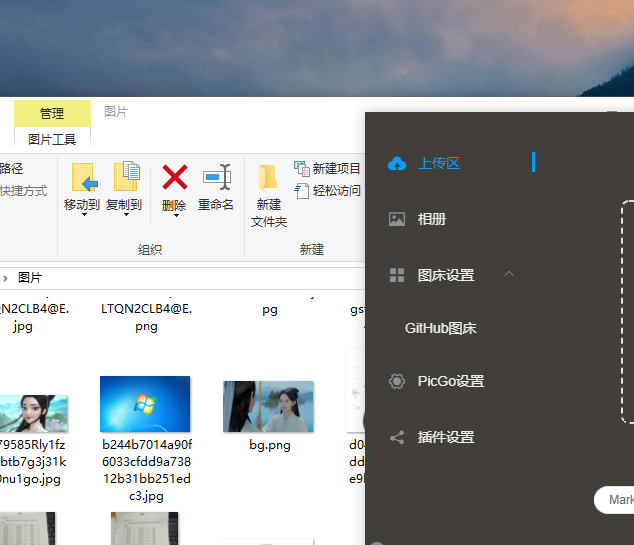 管理
图片
图片工具
路径
快捷方式
移动到
复制到
删除
重命名
新建
文件夹
新建项目
轻松访问
组织
新建
图片
QN2CLB4@E.
jpg
LTQN2CLB4@E.
png
pg
79585Rly1fz
btb7g3j31k
0nu1go.jpg
b244b7014a90f
6033cfdd9a738
12b31bb251ed
c3.jpg
bg.png
上传区
相册
图床设置
GitHub图床
PicGo设置
插件设置
Mark